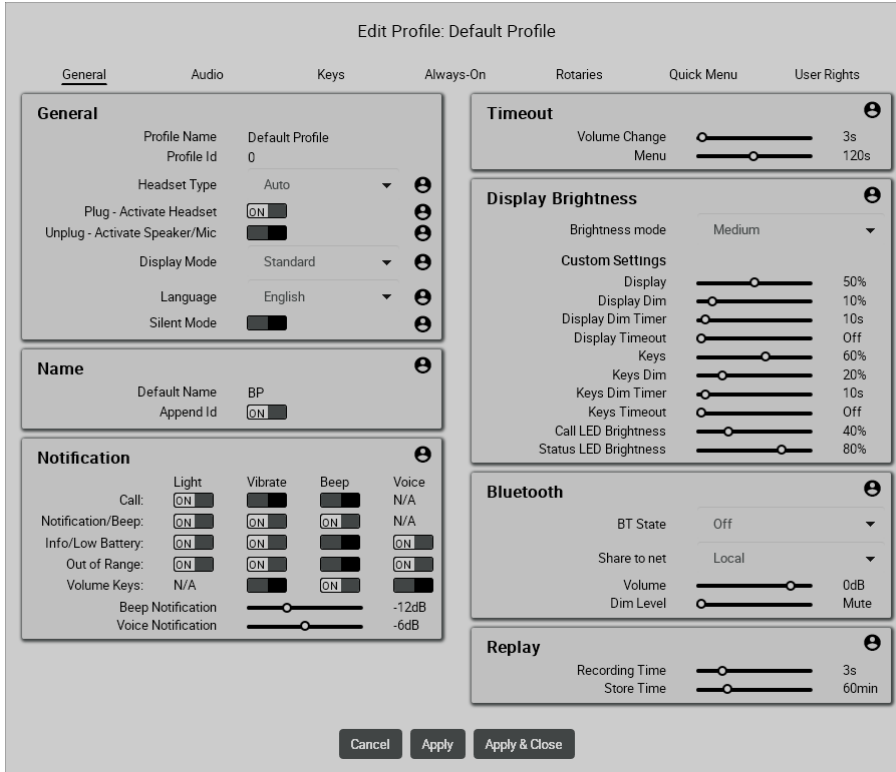 Edit Profile: Default Profile
General Audio Keys Always-On Rotaries Quick Menu User Rights
General
Profile Name Default Profile
Profile Id 0
Headset Type Auto
Plug - Activate Headset ON
Unplug - Activate Speaker/Mic
Display Mode Standard
Language English
Silent Mode
Name
Default Name BP
Append Id ON
Notification
Light Vibrate Beep Voice
Call: ON N/A
Notification/Beep: ON ON ON N/A
Info/Low Battery: ON ON ON
Out of Range: ON ON ON
Volume Keys: N/A ON
Beep Notification -12dB
Voice Notification -6dB
Timeout
Volume Change 3s
Menu 120s
Display Brightness
Brightness mode Medium
Custom Settings
Display 50%
Display Dim 10%
Display Dim Timer 10s
Display Timeout Off
Keys 60%
Keys Dim 20%
Keys Dim Timer 10s
Keys Timeout Off
Call LED Brightness 40%
Status LED Brightness 80%
Bluetooth
BT State Off
Share to net Local
Volume 0dB
Dim Level Mute
Replay
Recording Time 3s
Store Time 60min
Cancel Apply Apply & Close